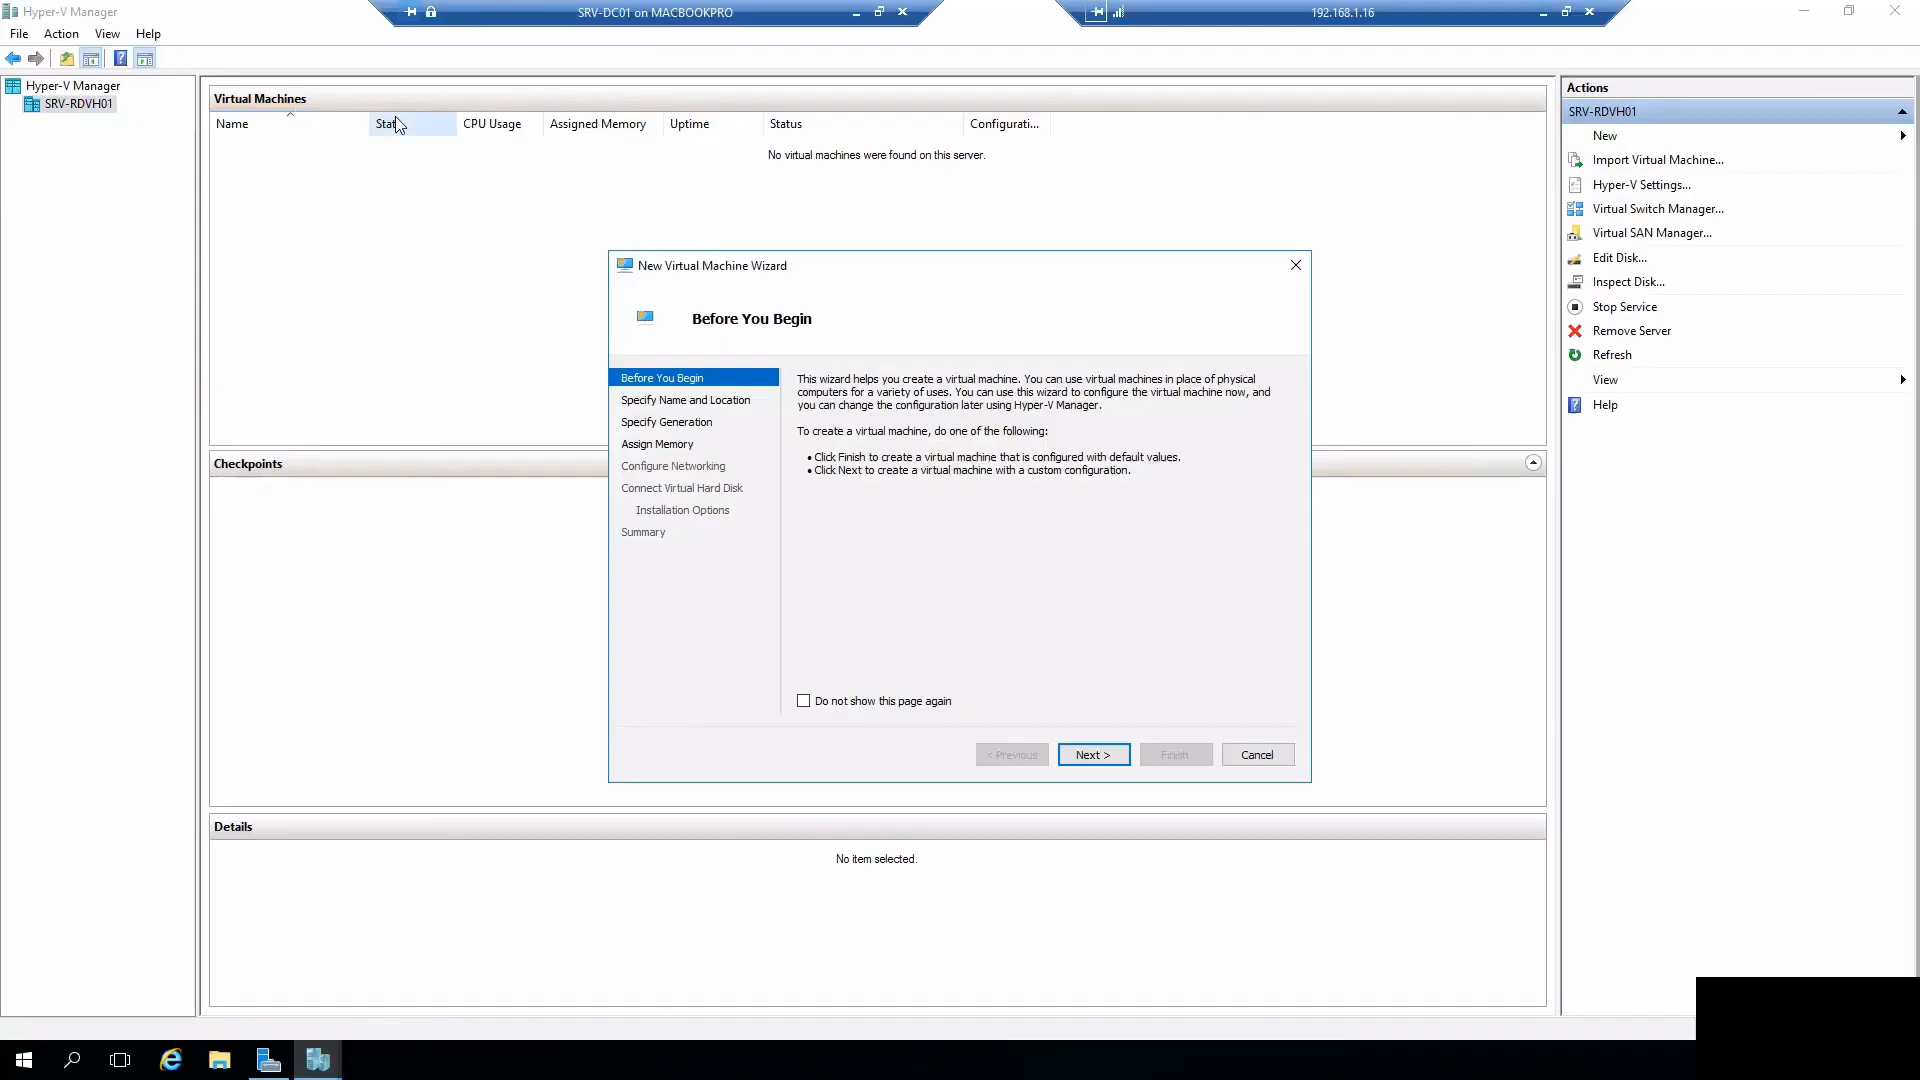 Hyper-V Manager
SRV-DC01 on MACBOOKPRO
192.168.1.16
File Action View Help
Hyper-V Manager
SRV-RDVH01
Virtual Machines
Name CPU Usage Assigned Memory Uptime Status Configurati...
No virtual machines were found on this server.
Actions
SRV-RDVH01
New
Import Virtual Machine...
Hyper-V Settings...
Virtual Switch Manager...
Virtual SAN Manager...
Edit Disk...
Inspect Disk...
Stop Service
Remove Server
Refresh
View
Help
New Virtual Machine Wizard
Before You Begin
Before You Begin
Specify Name and Location
Specify Generation
Assign Memory
Configure Networking
Connect Virtual Hard Disk
Installation Options
Summary
This wizard helps you create a virtual machine. You can use virtual machines in place of physical
computers for a variety of uses. You can use this wizard to configure the virtual machine now, and
you can change the configuration later using Hyper-V Manager.
To create a virtual machine, do one of the following:
• Click Finish to create a virtual machine that is configured with default values.
• Click Next to create a virtual machine with a custom configuration.
Do not show this page again
< Previous Next > Finish Cancel
Checkpoints
Details
No item selected.